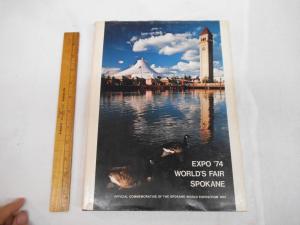 EXPO '74
WORLD'S FAIR
SPOKANE
OFFICIAL COMMEMORATIVE OF THE SPOKANE WORLD EXPOSITION 1974